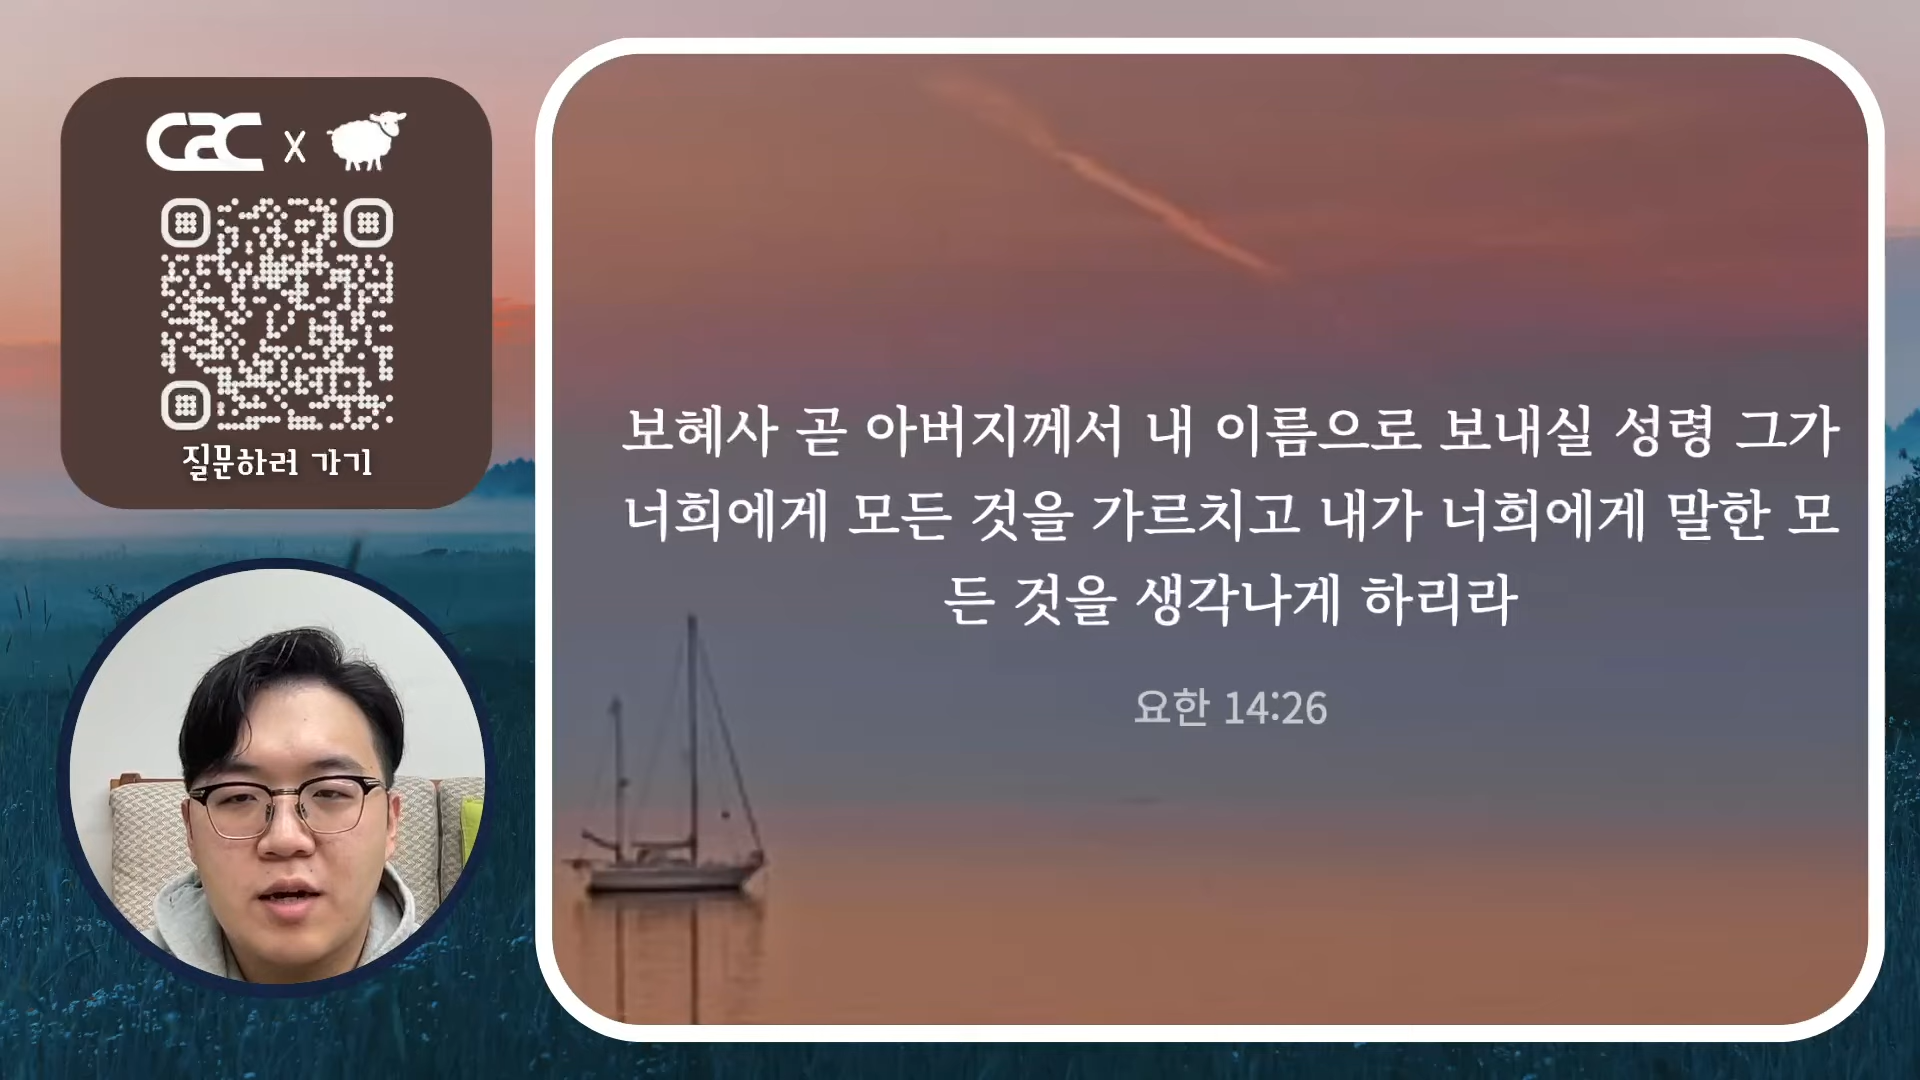 CAC X
질문하러 가기
보혜사 곧 아버지께서 내 이름으로 보내실 성령 그가
너희에게 모든 것을 가르치고 내가 너희에게 말한 모
든 것을 생각나게 하리라
요한 14:26